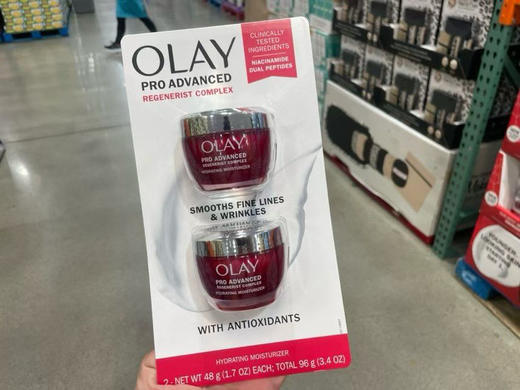 OLAY
PRO ADVANCED
REGENERIST COMPLEX
CLINICALLY
TESTED
INGREDIENTS
NIACINAMIDE
DUAL PEPTIDES
OLAY
PRO ADVANCED
REGENERIST COMPLEX
HYDRATING MOISTURIZER
SMOOTHS FINE LINES
& WRINKLES
OLAY
PRO ADVANCED
REGENERIST COMPLEX
HYDRATING MOISTURIZER
WITH ANTIOXIDANTS
HYDRATING MOISTURIZER
2 - NET WT 48 g (1.7 OZ) EACH; TOTAL 96 g (3.4 OZ)
YOUNGER
LOOKING